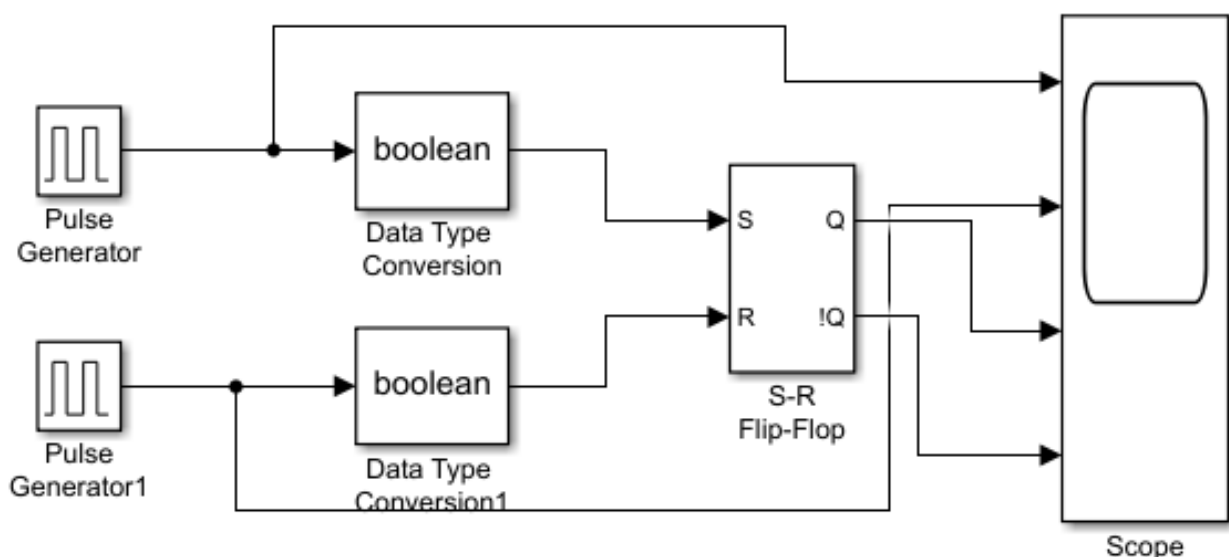 Pulse
Generator
boolean
Data Type
Conversion
S
Q
R
!Q
S-R
Flip-Flop
Pulse
Generator1
boolean
Data Type
Conversion1
Scope